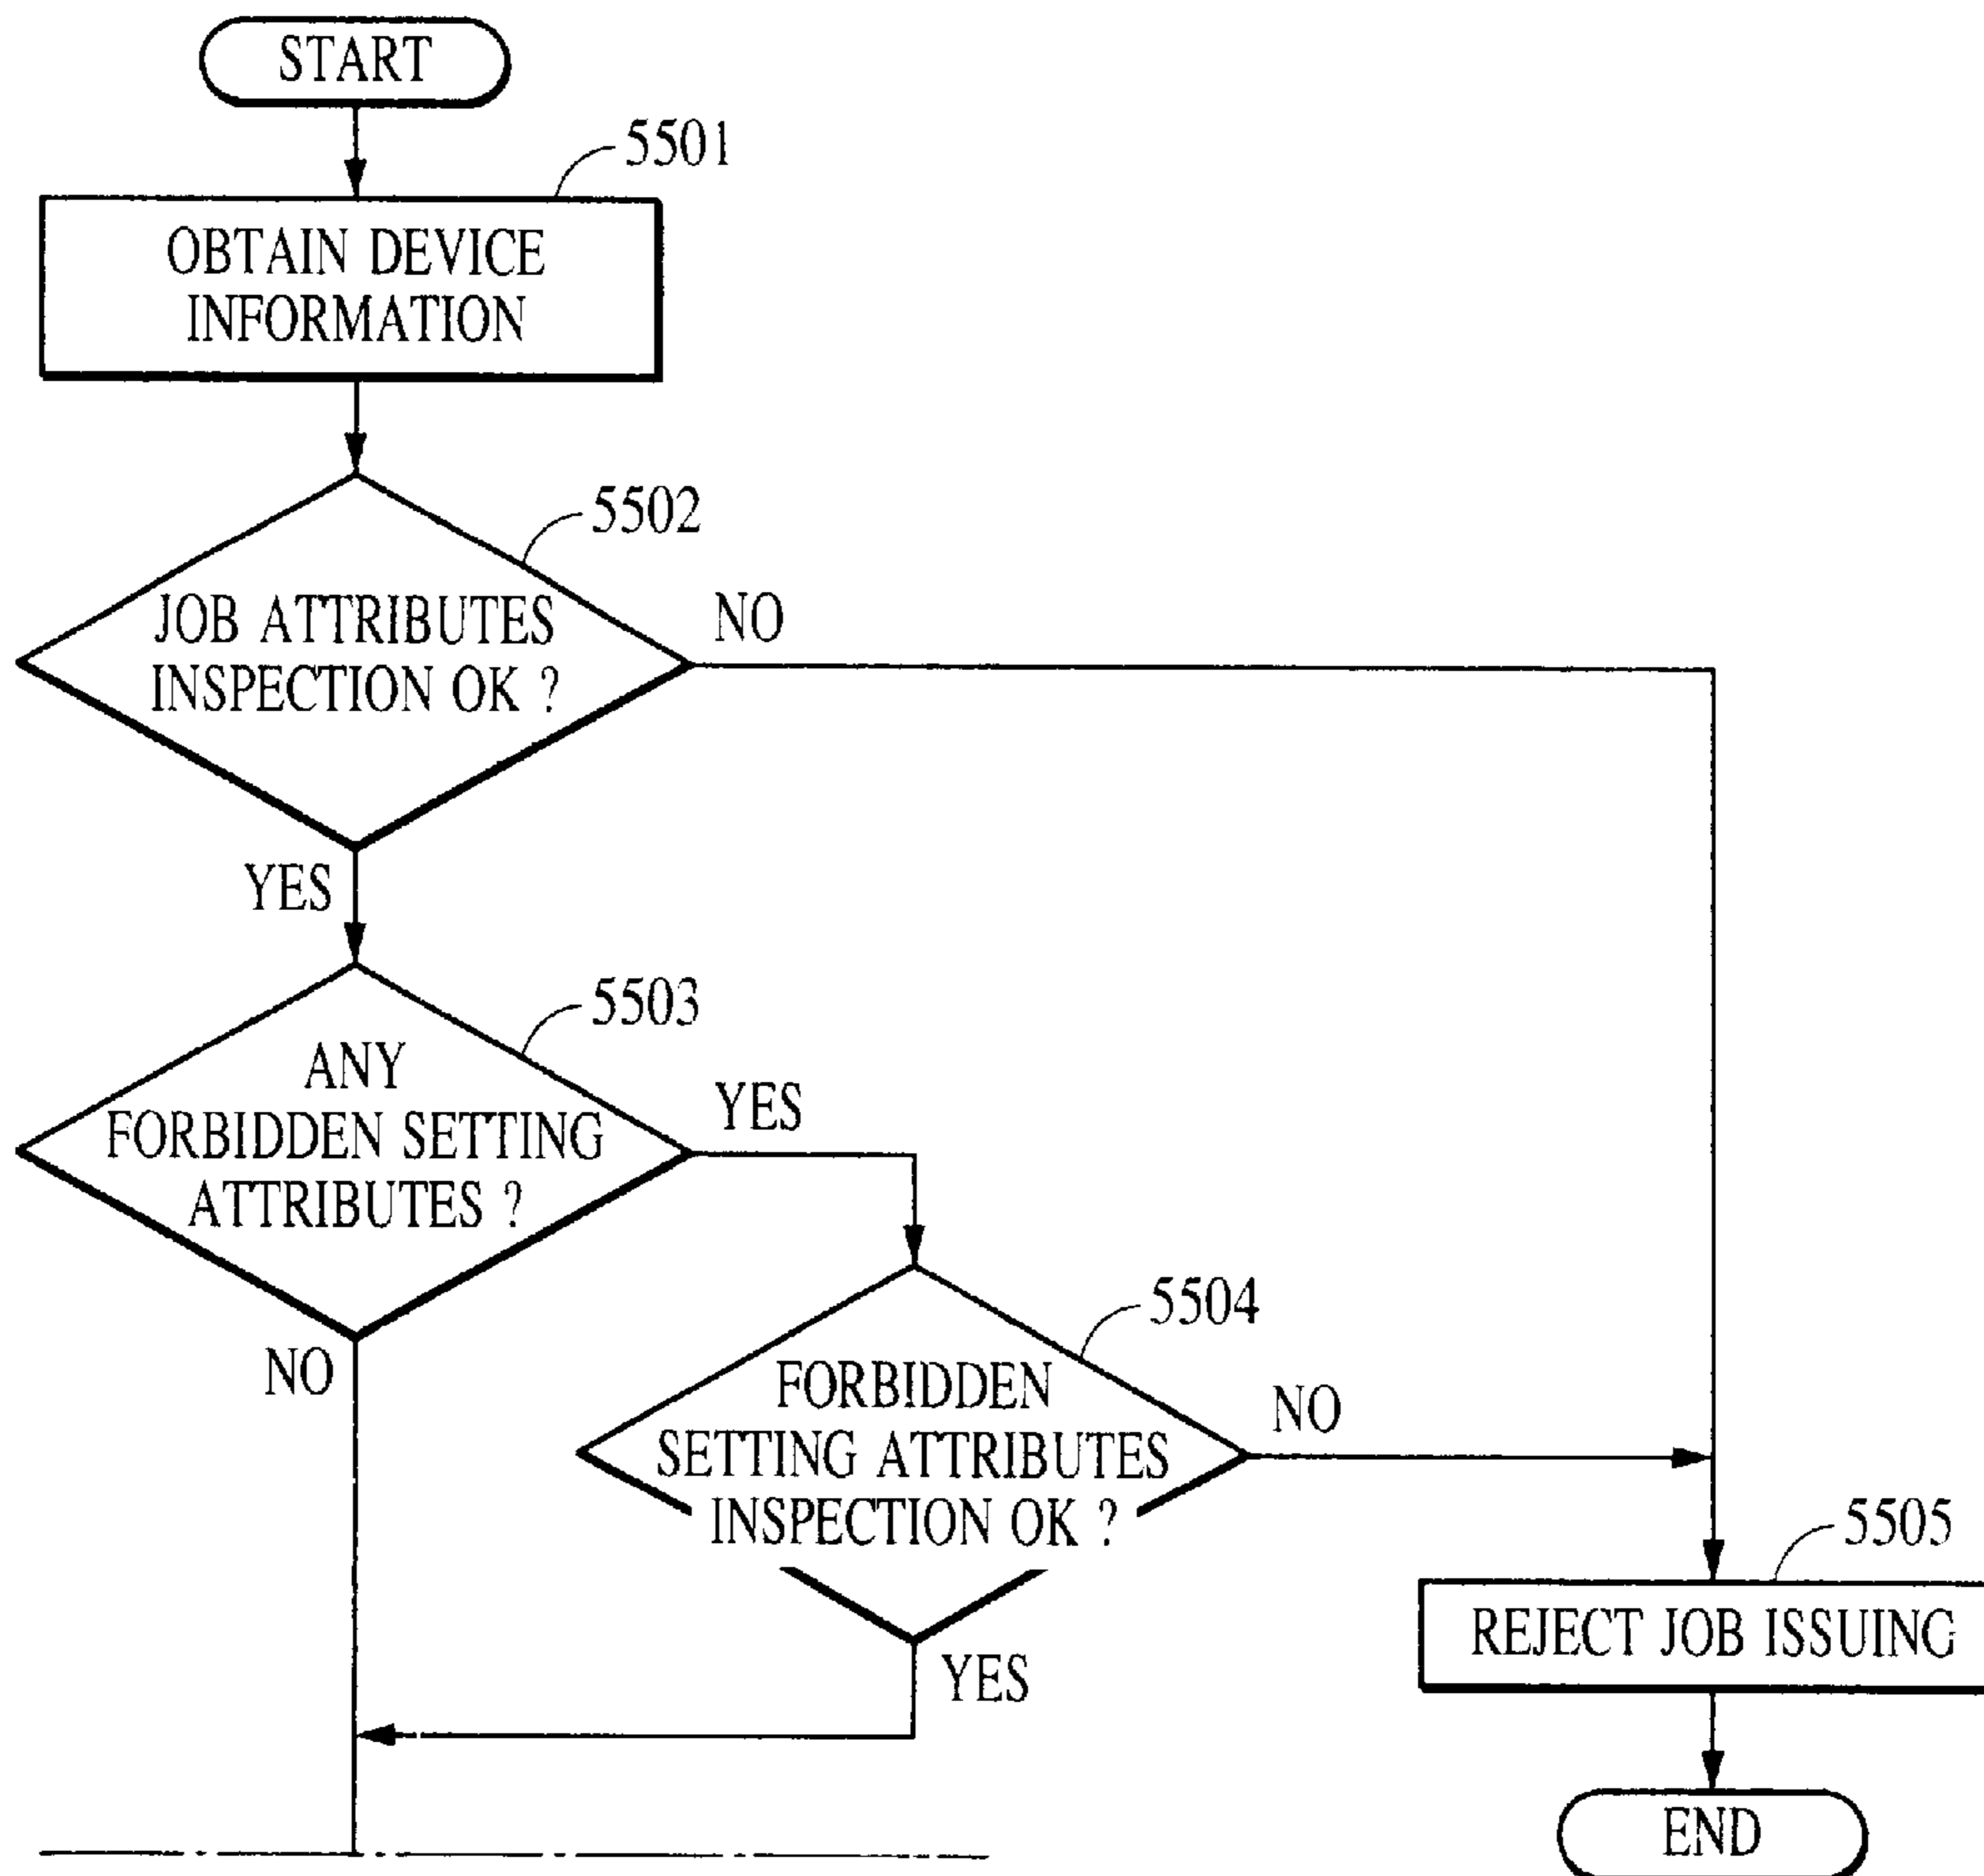 START
5501
OBTAIN DEVICE
INFORMATION
5502
JOB ATTRIBUTES
INSPECTION OK ?
NO
YES
5503
ANY
FORBIDDEN SETTING
ATTRIBUTES ?
YES
NO
5504
FORBIDDEN
SETTING ATTRIBUTES
INSPECTION OK ?
NO
YES
5505
REJECT JOB ISSUING
END